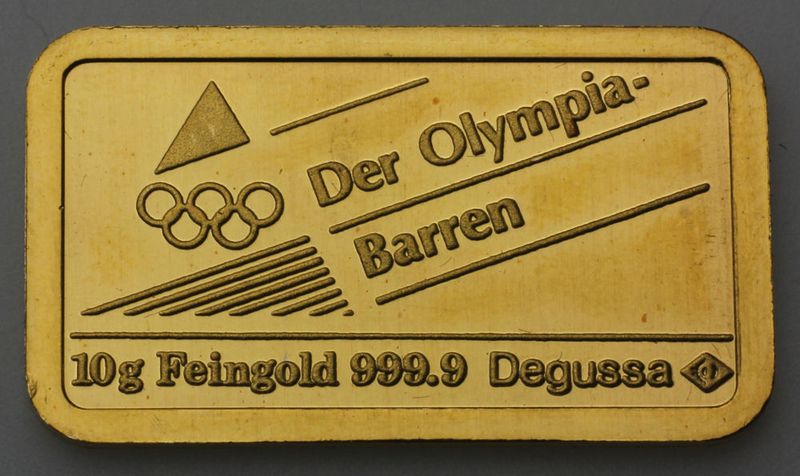 Der Olympia-
Barren
10g Feingold 999.9 Degussa